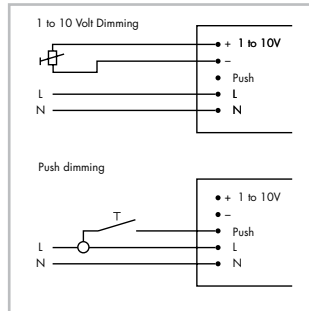 1 to 10 Volt Dimming
+ 1 to 10V
–
Push
L L
N N
Push dimming
+ 1 to 10V
–
Push
L L
N N